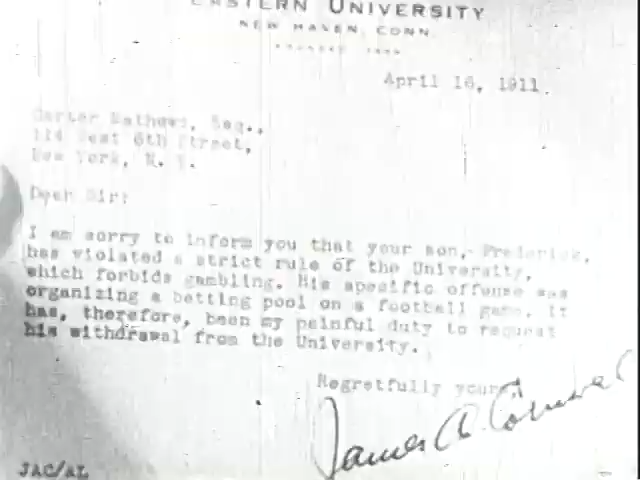 EASTERN UNIVERSITY
NEW HAVEN, CONN.
April 16, 1911.
Carter Mathews, Esq.,
114 West 6th Street,
New York, N. Y.
Dear Sir:
I am sorry to inform you that your son, Frederick,
has violated a strict rule of the University,
which forbids gambling. His specific offense was
organizing a betting pool on a football game. It
has, therefore, been my painful duty to request
his withdrawal from the University.
Regretfully yours
James A.
JAC/AL